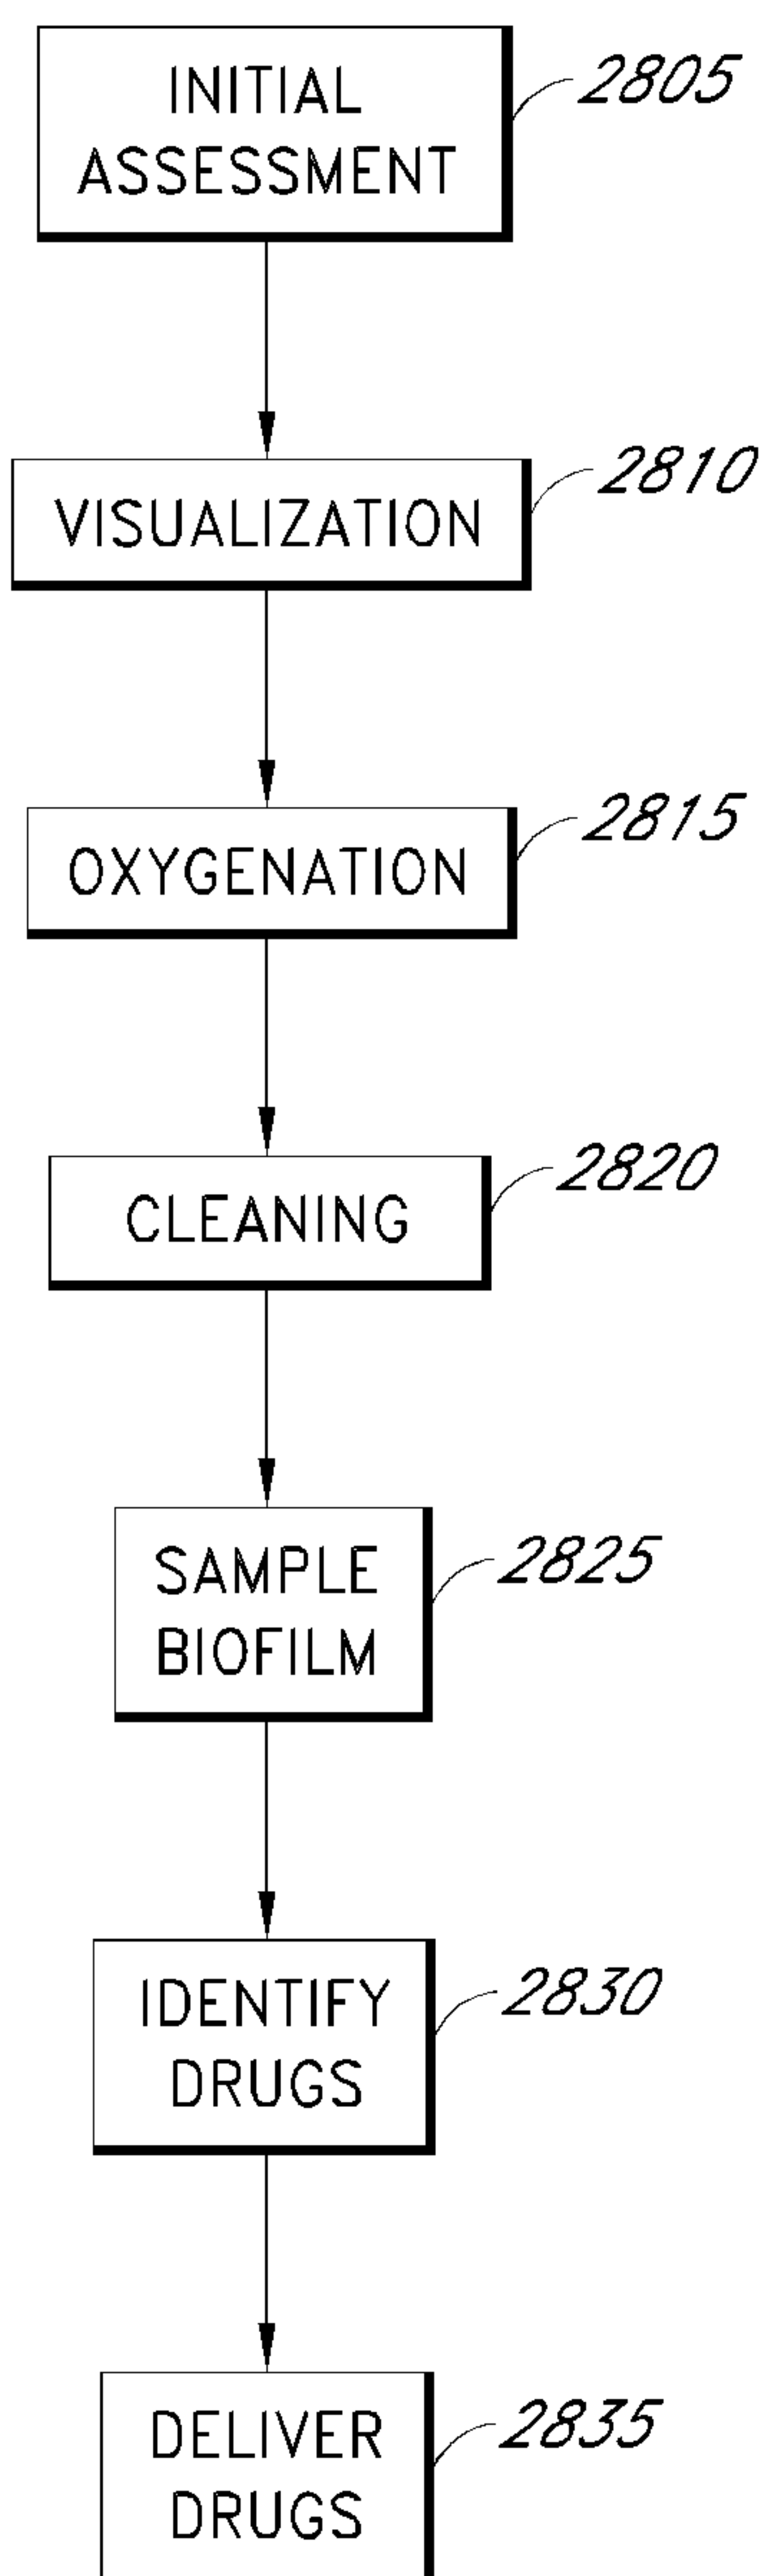 INITIAL
ASSESSMENT
2805
VISUALIZATION
2810
OXYGENATION
2815
CLEANING
2820
SAMPLE
BIOFILM
2825
IDENTIFY
DRUGS
2830
DELIVER
DRUGS
2835